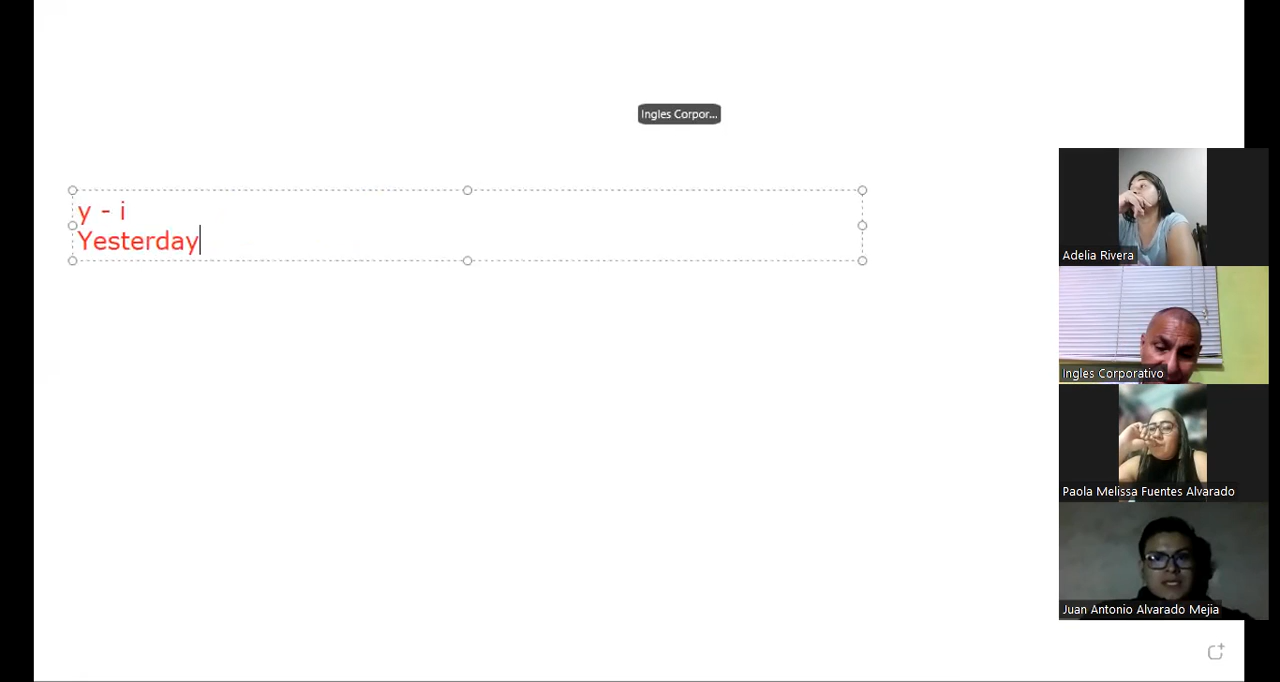 Ingles Corpor...
y - i
Yesterday
Adelia Rivera
Ingles Corporativo
Paola Melissa Fuentes Alvarado
Juan Antonio Alvarado Mejia